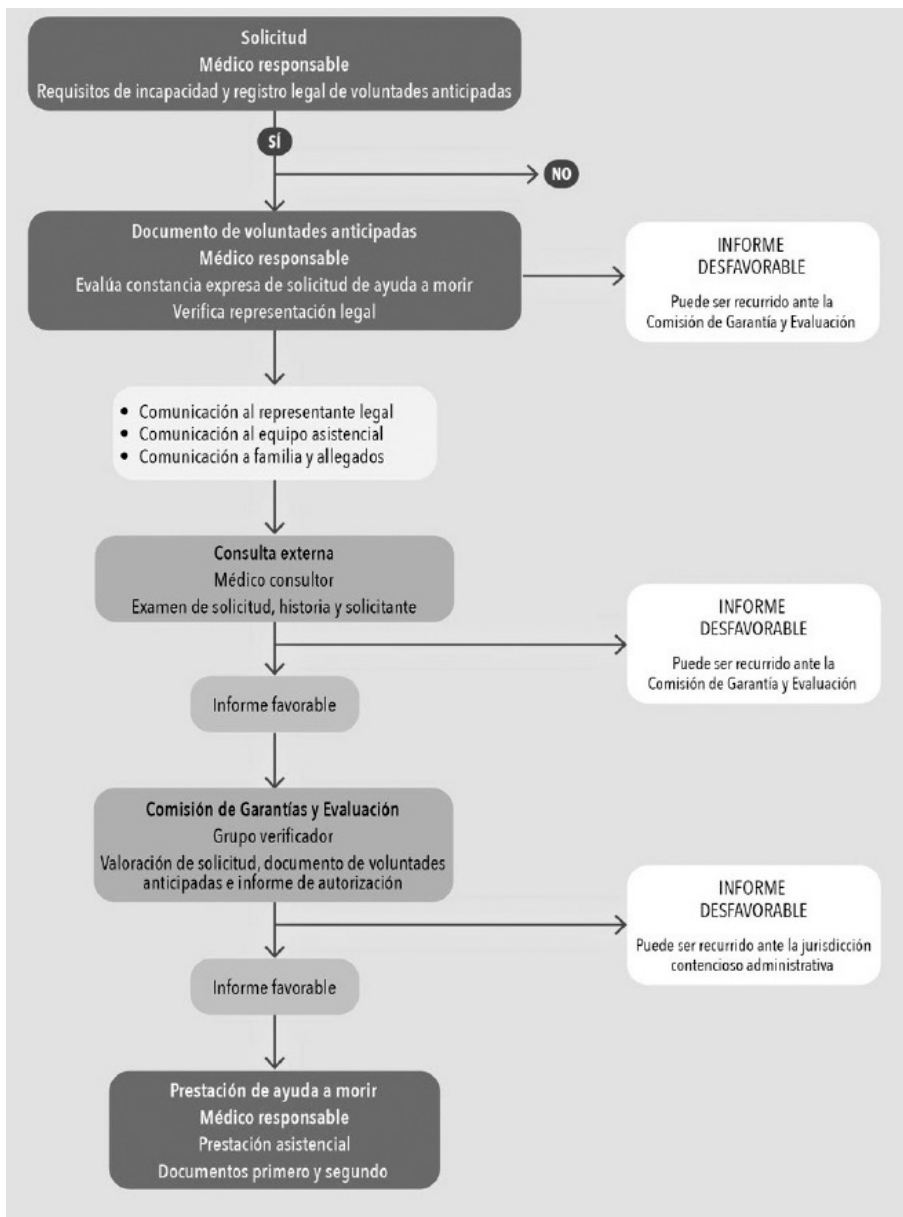 Solicitud
Médico responsable
Requisitos de incapacidad y registro legal de voluntades anticipadas
SÍ
NO
Documento de voluntades anticipadas
Médico responsable
Evalúa constancia expresa de solicitud de ayuda a morir
Verifica representación legal
INFORME
DESFAVORABLE
Puede ser recurrido ante la
Comisión de Garantía y Evaluación
• Comunicación al representante legal
• Comunicación al equipo asistencial
• Comunicación a familia y allegados
Consulta externa
Médico consultor
Examen de solicitud, historia y solicitante
INFORME
DESFAVORABLE
Puede ser recurrido ante la
Comisión de Garantía y Evaluación
Informe favorable
Comisión de Garantías y Evaluación
Grupo verificador
Valoración de solicitud, documento de voluntades
anticipadas e informe de autorización
INFORME
DESFAVORABLE
Puede ser recurrido ante la jurisdicción
contencioso administrativa
Informe favorable
Prestación de ayuda a morir
Médico responsable
Prestación asistencial
Documentos primero y segundo